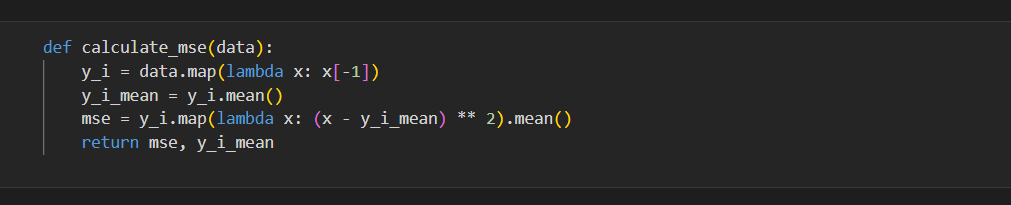 def calculate_mse(data):
    y_i = data.map(lambda x: x[-1])
    y_i_mean = y_i.mean()
    mse = y_i.map(lambda x: (x - y_i_mean) ** 2).mean()
    return mse, y_i_mean